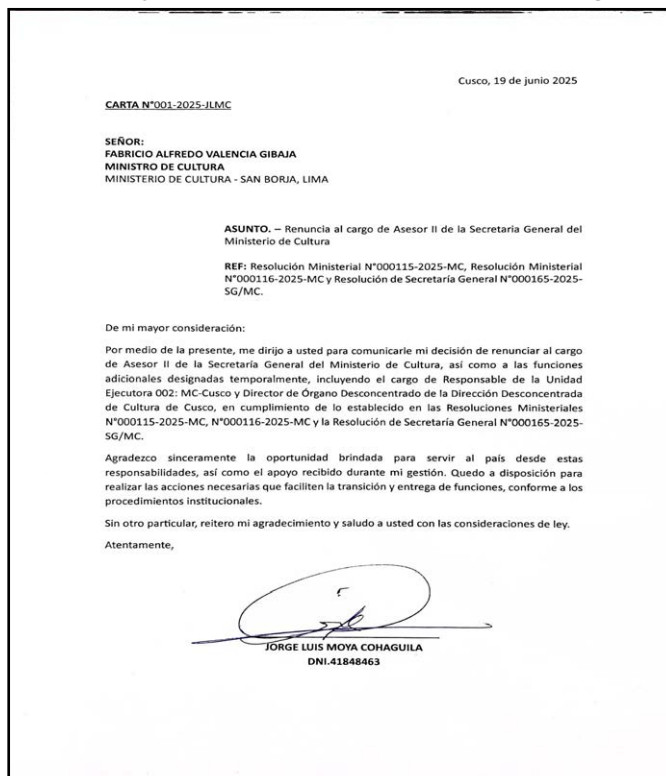 Cusco, 19 de junio 2025
CARTA N°001-2025-JLMC
SEÑOR:
FABRICIO ALFREDO VALENCIA GIBAJA
MINISTRO DE CULTURA
MINISTERIO DE CULTURA - SAN BORJA, LIMA
ASUNTO. – Renuncia al cargo de Asesor II de la Secretaria General del
Ministerio de Cultura
REF: Resolución Ministerial N°000115-2025-MC, Resolución Ministerial
N°000116-2025-MC y Resolución de Secretaría General N°000165-2025-
SG/MC.
De mi mayor consideración:
Por medio de la presente, me dirijo a usted para comunicarle mi decisión de renunciar al cargo
de Asesor II de la Secretaría General del Ministerio de Cultura, así como a las funciones
adicionales designadas temporalmente, incluyendo el cargo de Responsable de la Unidad
Ejecutora 002: MC-Cusco y Director de Órgano Desconcentrado de la Dirección Desconcentrada
de Cultura de Cusco, en cumplimiento de lo establecido en las Resoluciones Ministeriales
N°000115-2025-MC, N°000116-2025-MC y la Resolución de Secretaría General N°000165-2025-
SG/MC.
Agradezco sinceramente la oportunidad brindada para servir al país desde estas
responsabilidades, así como el apoyo recibido durante mi gestión. Quedo a disposición para
realizar las acciones necesarias que faciliten la transición y entrega de funciones, conforme a los
procedimientos institucionales.
Sin otro particular, reitero mi agradecimiento y saludo a usted con las consideraciones de ley.
Atentamente,
JORGE LUIS MOYA COHAGUILA
DNI.41848463